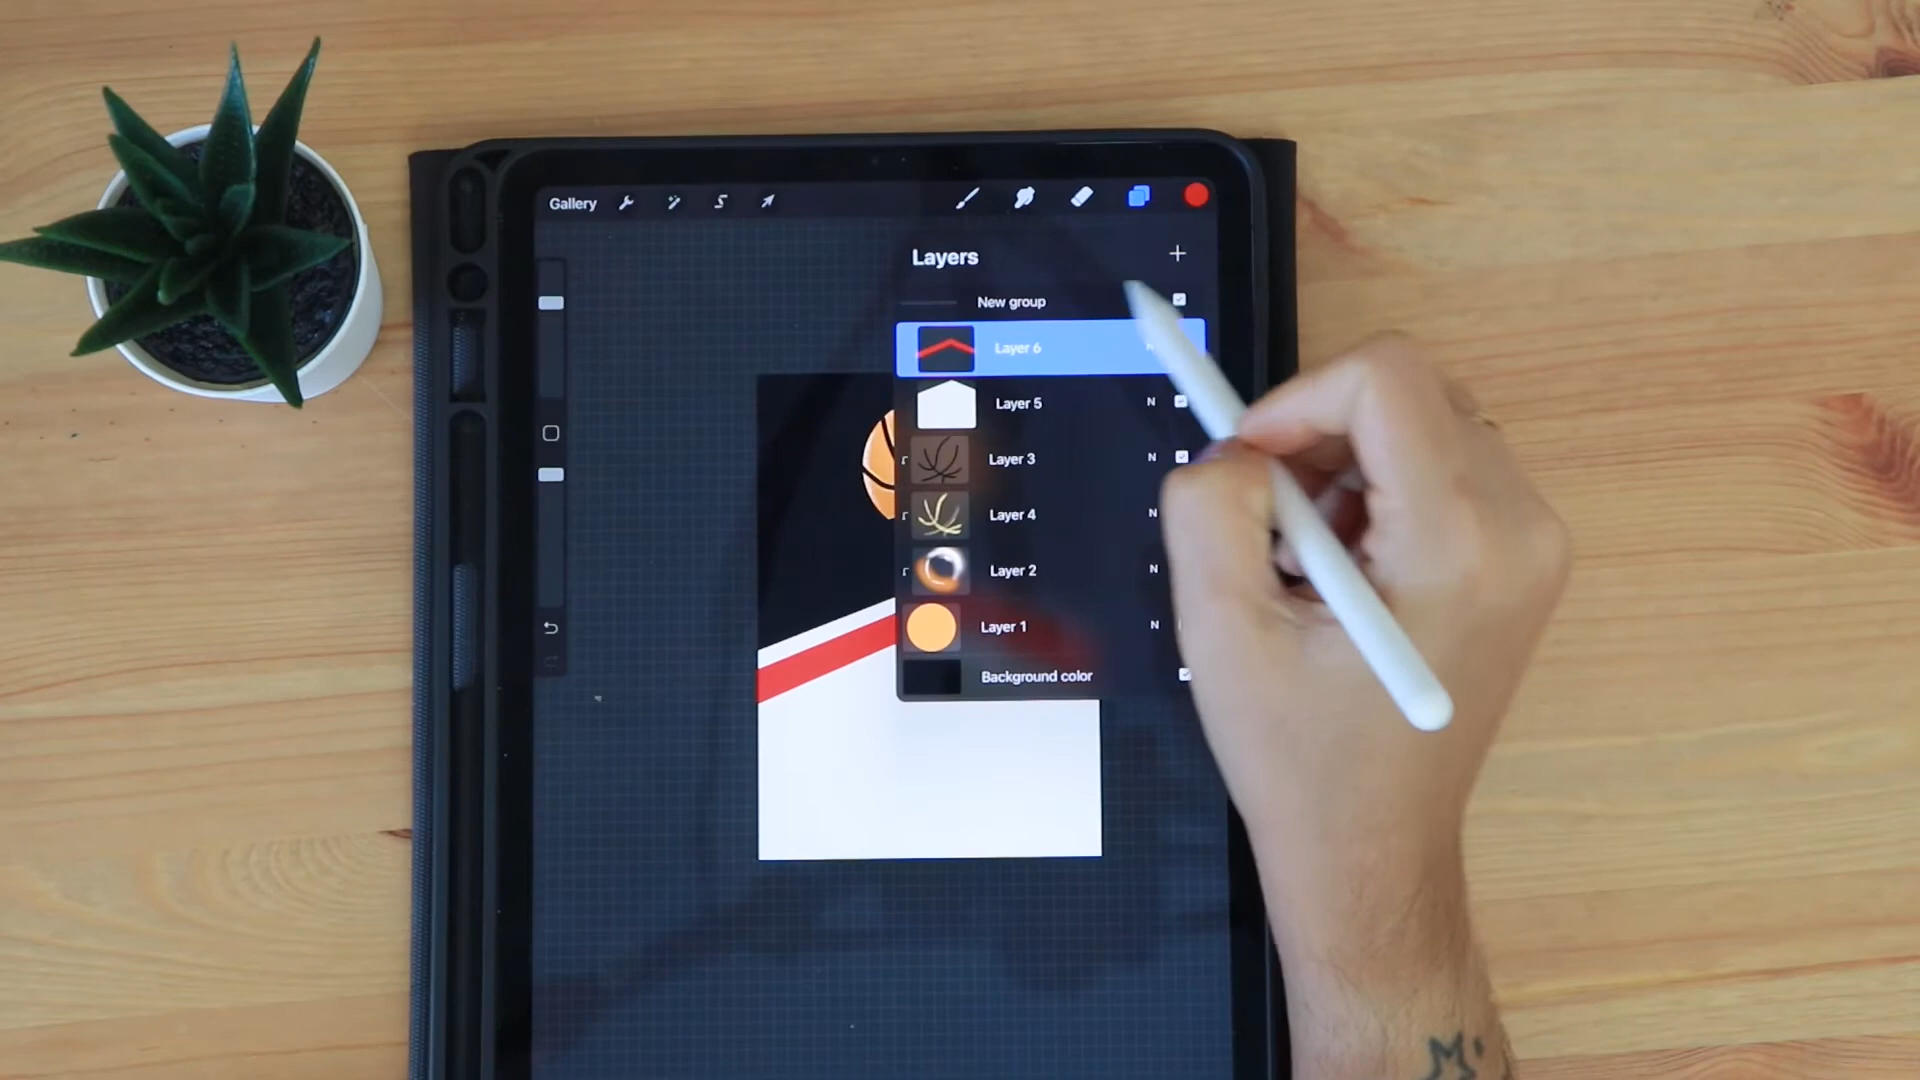 Gallery
Layers
New group
Layer 6
Layer 5 N
Layer 3 N
Layer 4 N
Layer 2 N
Layer 1 N
Background color